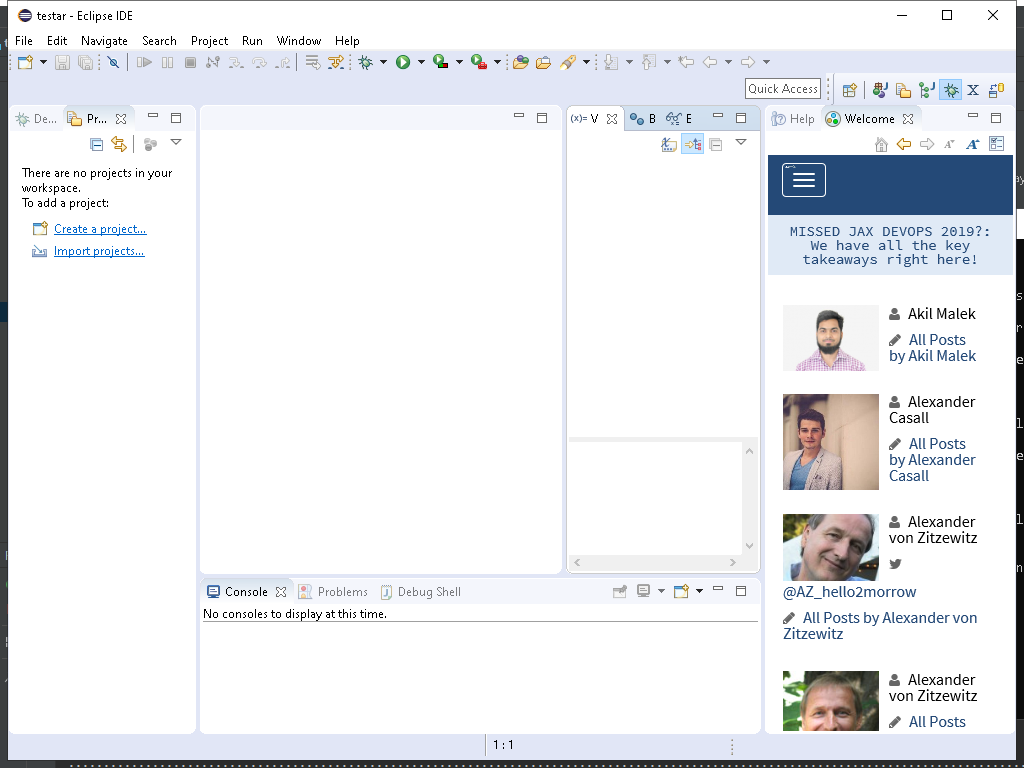 testar - Eclipse IDE
File Edit Navigate Search Project Run Window Help
Quick Access
De...
Pr...
(x)= V
B
E
Help
Welcome
There are no projects in your
workspace.
To add a project:
Create a project...
Import projects...
MISSED JAX DEVOPS 2019?:
We have all the key
takeaways right here!
Akil Malek
All Posts
by Akil Malek
Alexander
Casall
All Posts
by Alexander
Casall
Alexander
von Zitzewitz
@AZ_hello2morrow
All Posts by Alexander von
Zitzewitz
Alexander
von Zitzewitz
All Posts
Console
Problems
Debug Shell
No consoles to display at this time.
1 : 1